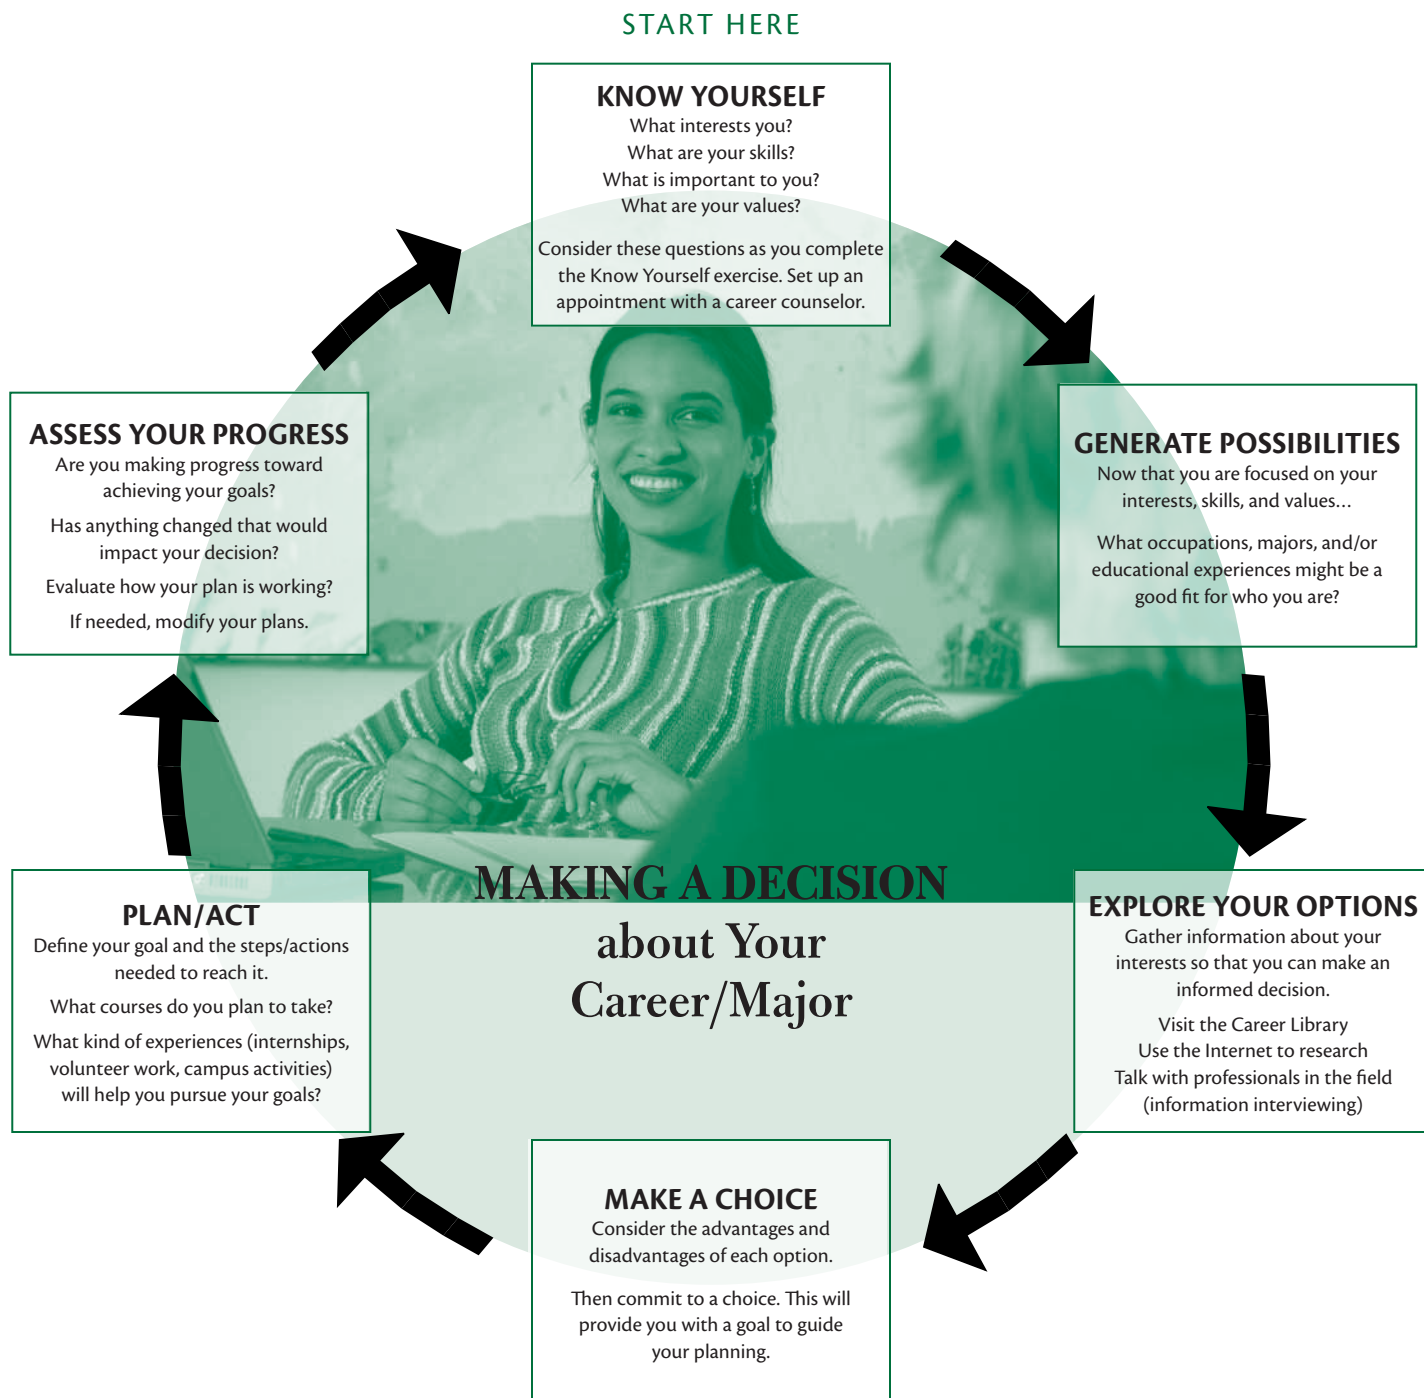 START HERE
KNOW YOURSELF
What interests you?
What are your skills?
What is important to you?
What are your values?
Consider these questions as you complete
the Know Yourself exercise. Set up an
appointment with a career counselor.
GENERATE POSSIBILITIES
Now that you are focused on your
interests, skills, and values...
What occupations, majors, and/or
educational experiences might be a
good fit for who you are?
EXPLORE YOUR OPTIONS
Gather information about your
interests so that you can make an
informed decision.
Visit the Career Library
Use the Internet to research
Talk with professionals in the field
(information interviewing)
MAKE A CHOICE
Consider the advantages and
disadvantages of each option.
Then commit to a choice. This will
provide you with a goal to guide
your planning.
PLAN/ACT
Define your goal and the steps/actions
needed to reach it.
What courses do you plan to take?
What kind of experiences (internships,
volunteer work, campus activities)
will help you pursue your goals?
ASSESS YOUR PROGRESS
Are you making progress toward
achieving your goals?
Has anything changed that would
impact your decision?
Evaluate how your plan is working?
If needed, modify your plans.
MAKING A DECISION
about Your
Career/Major